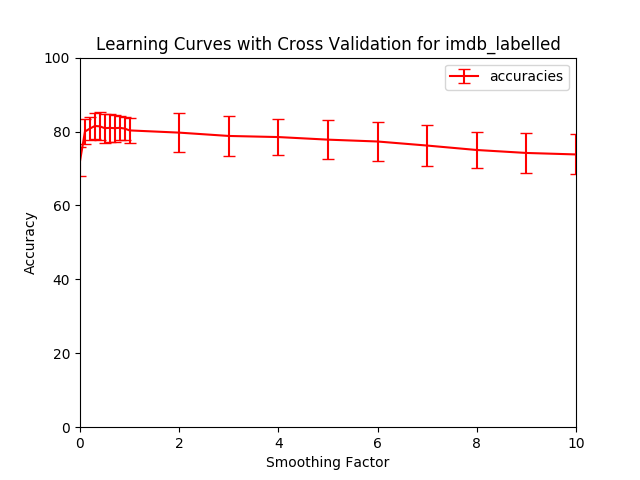 Learning Curves with Cross Validation for imdb_labelled
accuracies
Accuracy
100
80
60
40
20
0
0 2 4 6 8 10
Smoothing Factor